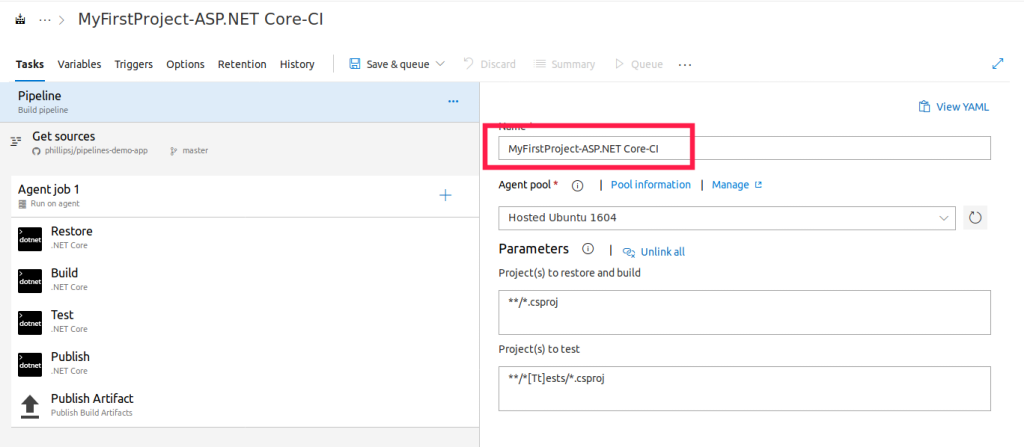 ··· > MyFirstProject-ASP.NET Core-CI
Tasks Variables Triggers Options Retention History Save & queue Discard Summary Queue ···
Pipeline ···
Build pipeline
Get sources
phillipsj/pipelines-demo-app master
Agent job 1 +
Run on agent
dotnet Restore
.NET Core
dotnet Build
.NET Core
dotnet Test
.NET Core
dotnet Publish
.NET Core
Publish Artifact
Publish Build Artifacts
View YAML
Name
MyFirstProject-ASP.NET Core-CI
Agent pool * | Pool information | Manage
Hosted Ubuntu 1604
Parameters | Unlink all
Project(s) to restore and build
**/*.csproj
Project(s) to test
**/*[Tt]ests/*.csproj